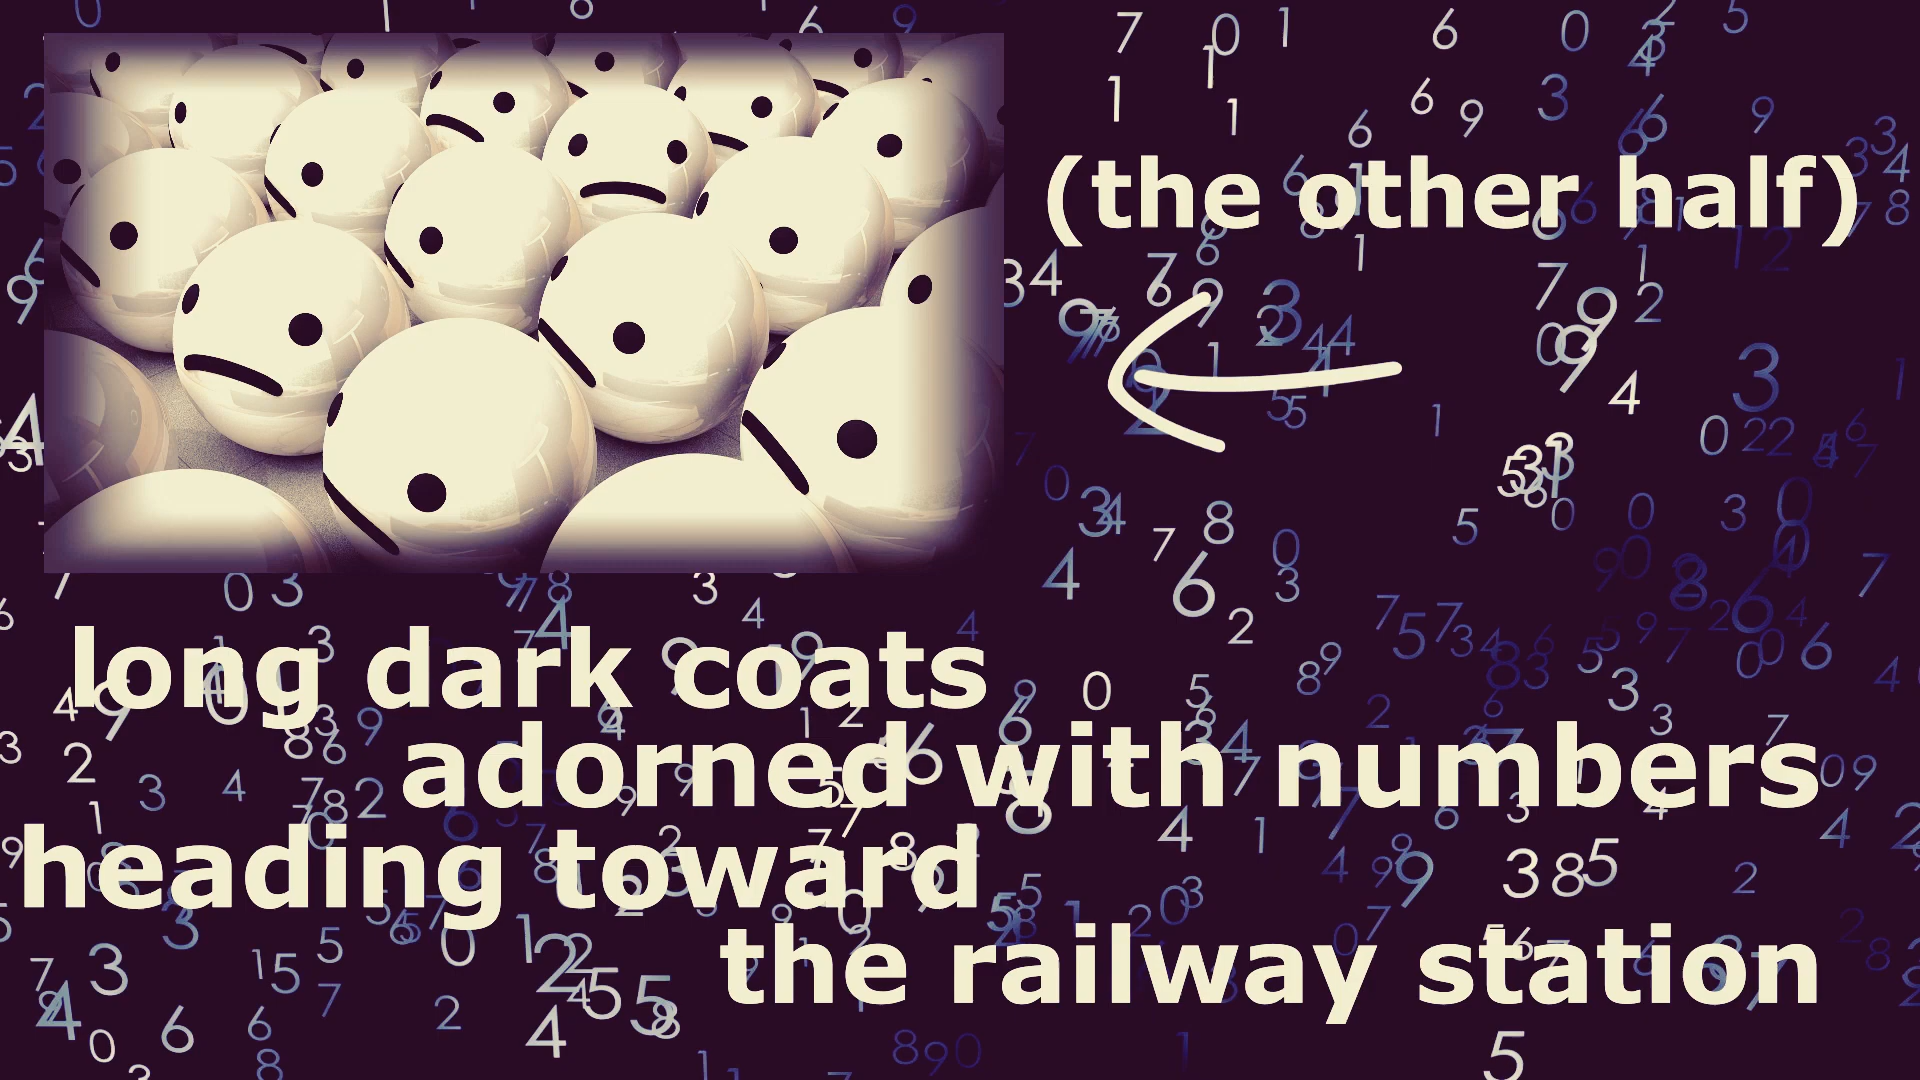 (the other half)
long dark coats
adorned with numbers
heading toward
the railway station